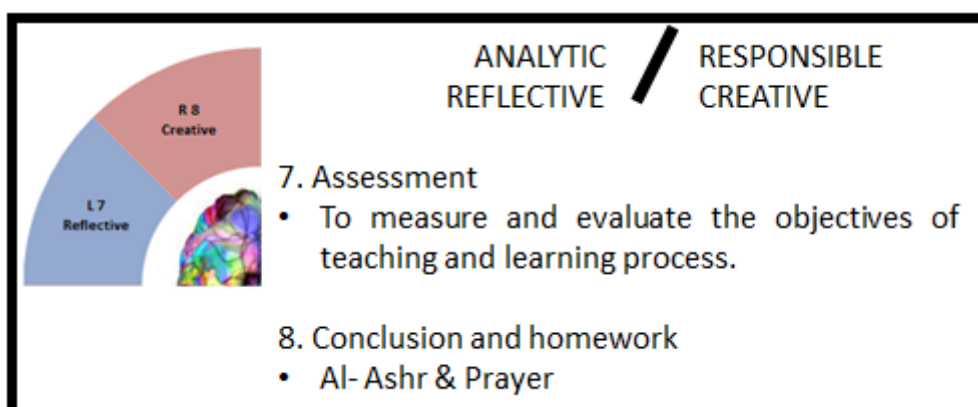 R 8
Creative
L 7
Reflective
ANALYTIC
REFLECTIVE
RESPONSIBLE
CREATIVE
7. Assessment
• To measure and evaluate the objectives of
teaching and learning process.
8. Conclusion and homework
• Al- Ashr & Prayer